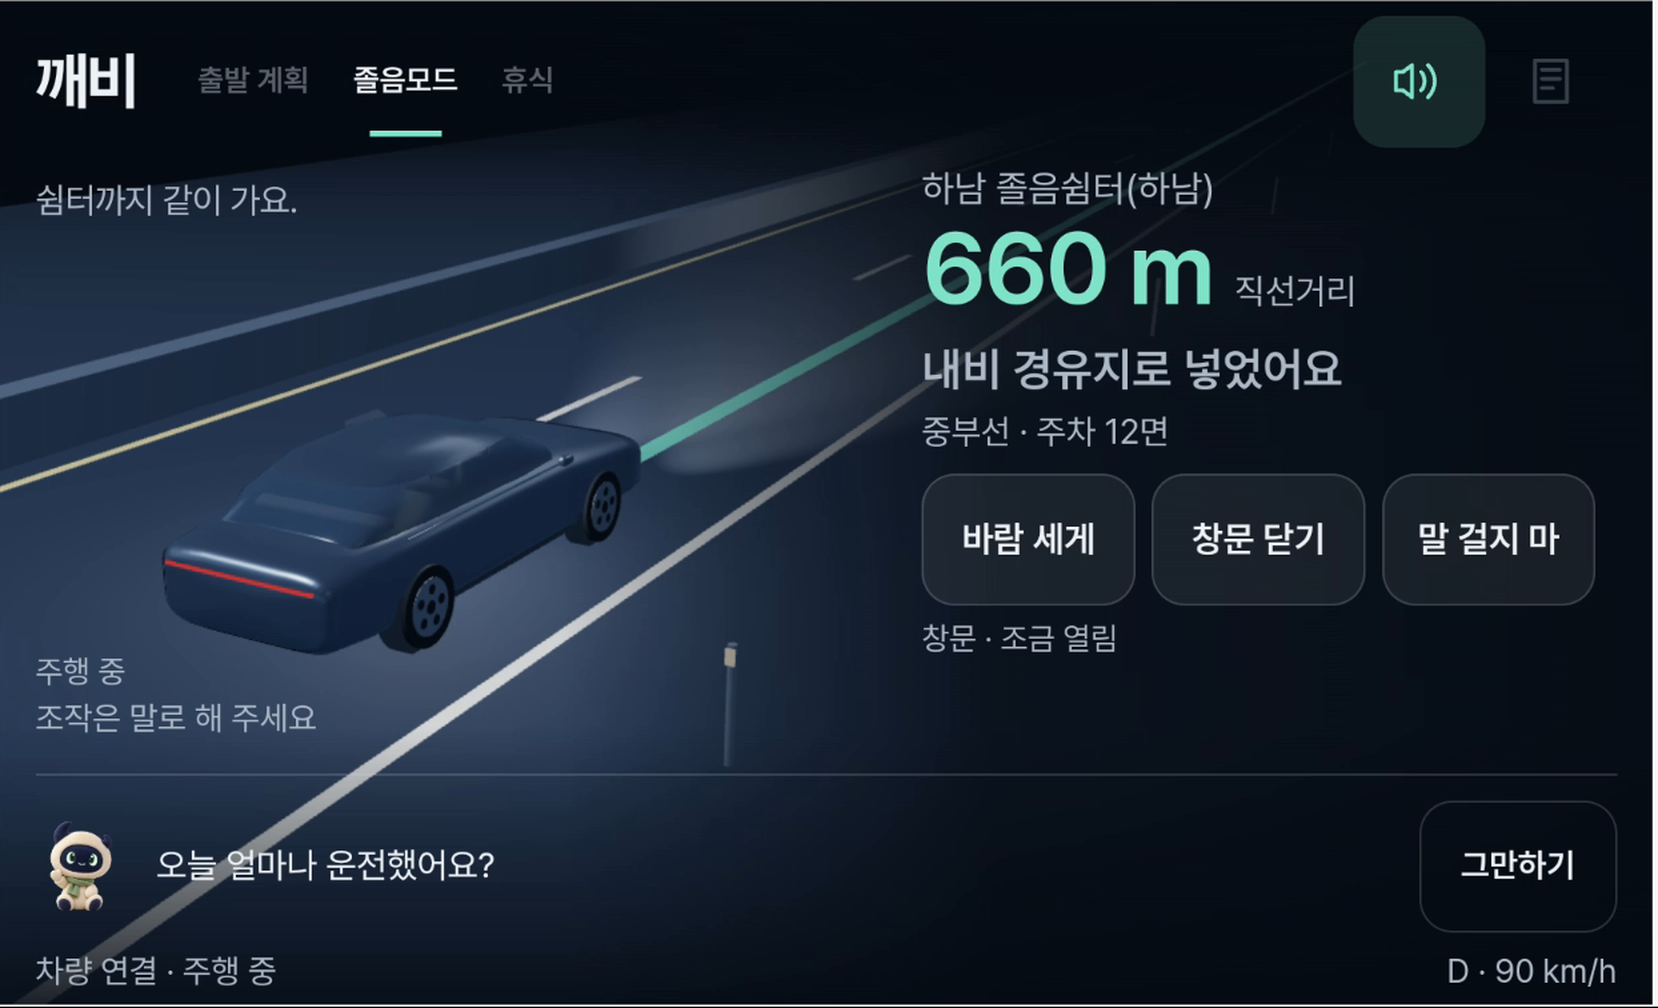 깨비 출발 계획 졸음모드 휴식
쉼터까지 같이 가요.
하남 졸음쉼터(하남)
660 m 직선거리
내비 경유지로 넣었어요
중부선 · 주차 12면
바람 세게 창문 닫기 말 걸지 마
창문 · 조금 열림
주행 중
조작은 말로 해 주세요
오늘 얼마나 운전했어요?
그만하기
차량 연결 · 주행 중
D · 90 km/h